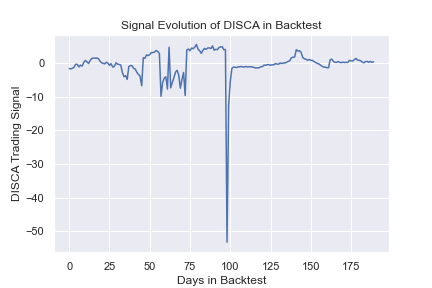 Signal Evolution of DISCA in Backtest
DISCA Trading Signal
0
−10
−20
−30
−40
−50
0 25 50 75 100 125 150 175
Days in Backtest